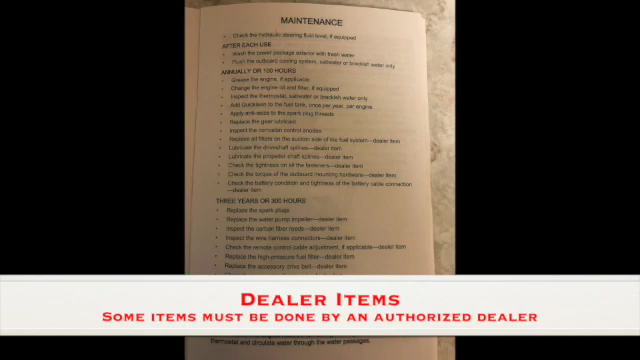 MAINTENANCE
• Check the hydraulic steering fluid level, if equipped
AFTER EACH USE
• Wash the power package exterior with fresh water
• Flush the outboard cooling system, saltwater or brackish water only
ANNUALLY OR 100 HOURS
• Grease the engine, if applicable
• Change the engine oil and filter, if equipped
• Inspect the thermostat, saltwater or brackish water only
• Add Quickleen to the fuel tank, once per year, per engine
• Apply anti-seize to the spark plug threads
• Replace the gear lubricant
• Inspect the corrosion control anodes
• Replace all filters on the suction side of the fuel system—dealer item
• Lubricate the driveshaft splines—dealer item
• Lubricate the propeller shaft splines—dealer item
• Check the tightness on all the fasteners—dealer item
• Check the torque of the outboard mounting hardware—dealer item
• Check the battery condition and tightness of the battery cable connection
—dealer item
THREE YEARS OR 300 HOURS
• Replace the spark plugs
• Replace the water pump impeller—dealer item
• Inspect the carbon fiber reeds—dealer item
• Inspect the wire harness connectors—dealer item
• Check the remote control cable adjustment, if applicable—dealer item
• Replace the high-pressure fuel filter—dealer item
• Replace the accessory drive belt—dealer item
Dealer Items
Some items must be done by an authorized dealer
thermostat and circulate water through the water passages.